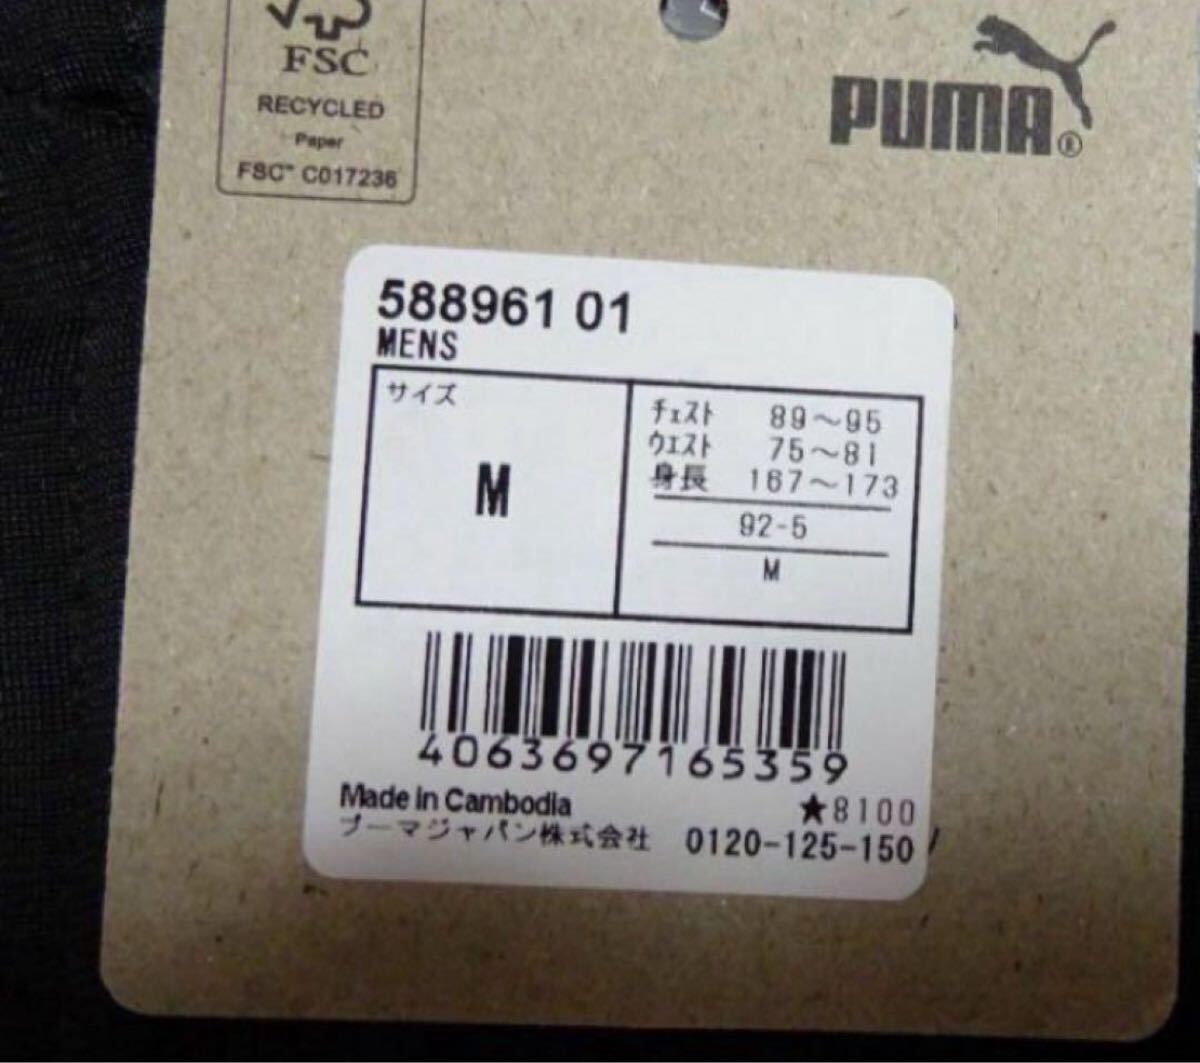 FSC
RECYCLED
Paper
FSC™ C017236
PUMA®
588961 01
MENS
サイズ
M
チェスト 89〜95
ウエスト 75〜81
身長 167〜173
92-5
M
4063697165359
Made in Cambodia
★8100
プーマジャパン株式会社 0120-125-150